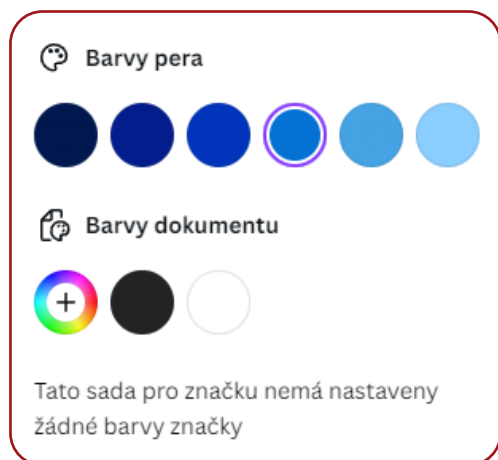 Barvy pera
Barvy dokumentu
Tato sada pro značku nemá nastaveny
žádné barvy značky